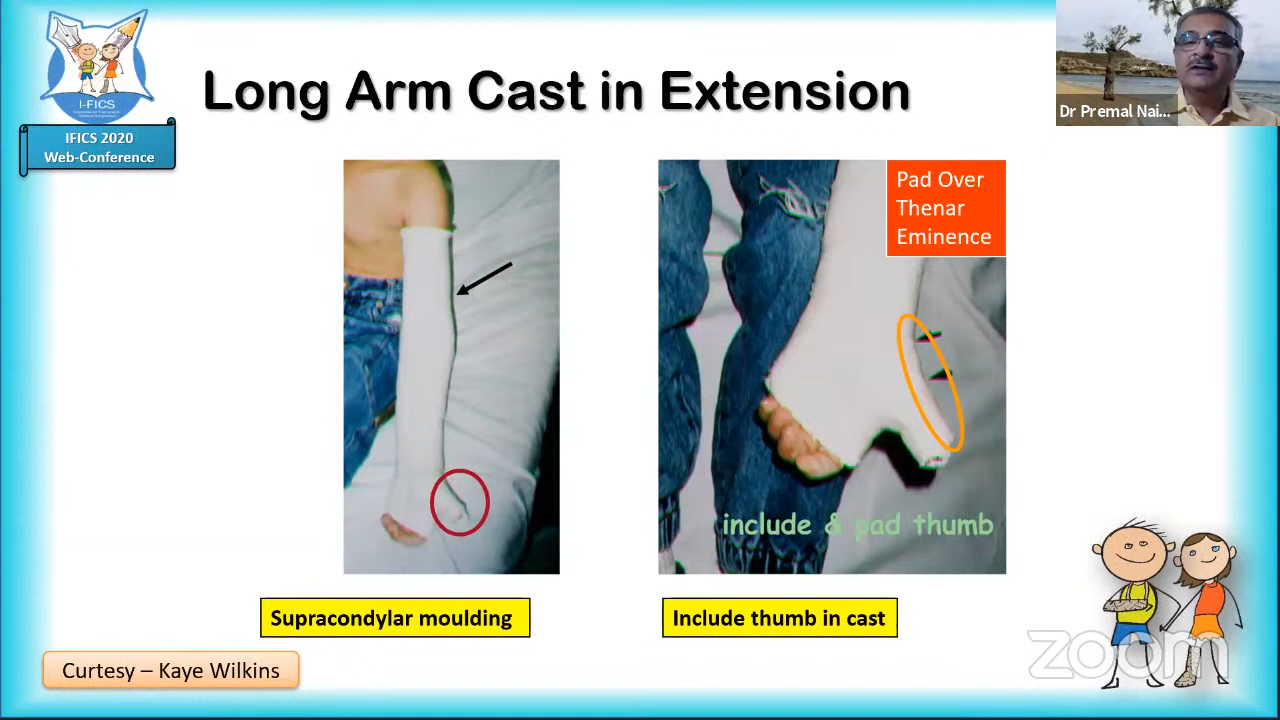 I-FICS
IFICS 2020
Web-Conference
Long Arm Cast in Extension
Dr Premal Nai...
Pad Over
Thenar
Eminence
include & pad thumb
Supracondylar moulding
Include thumb in cast
Curtesy – Kaye Wilkins
zoom